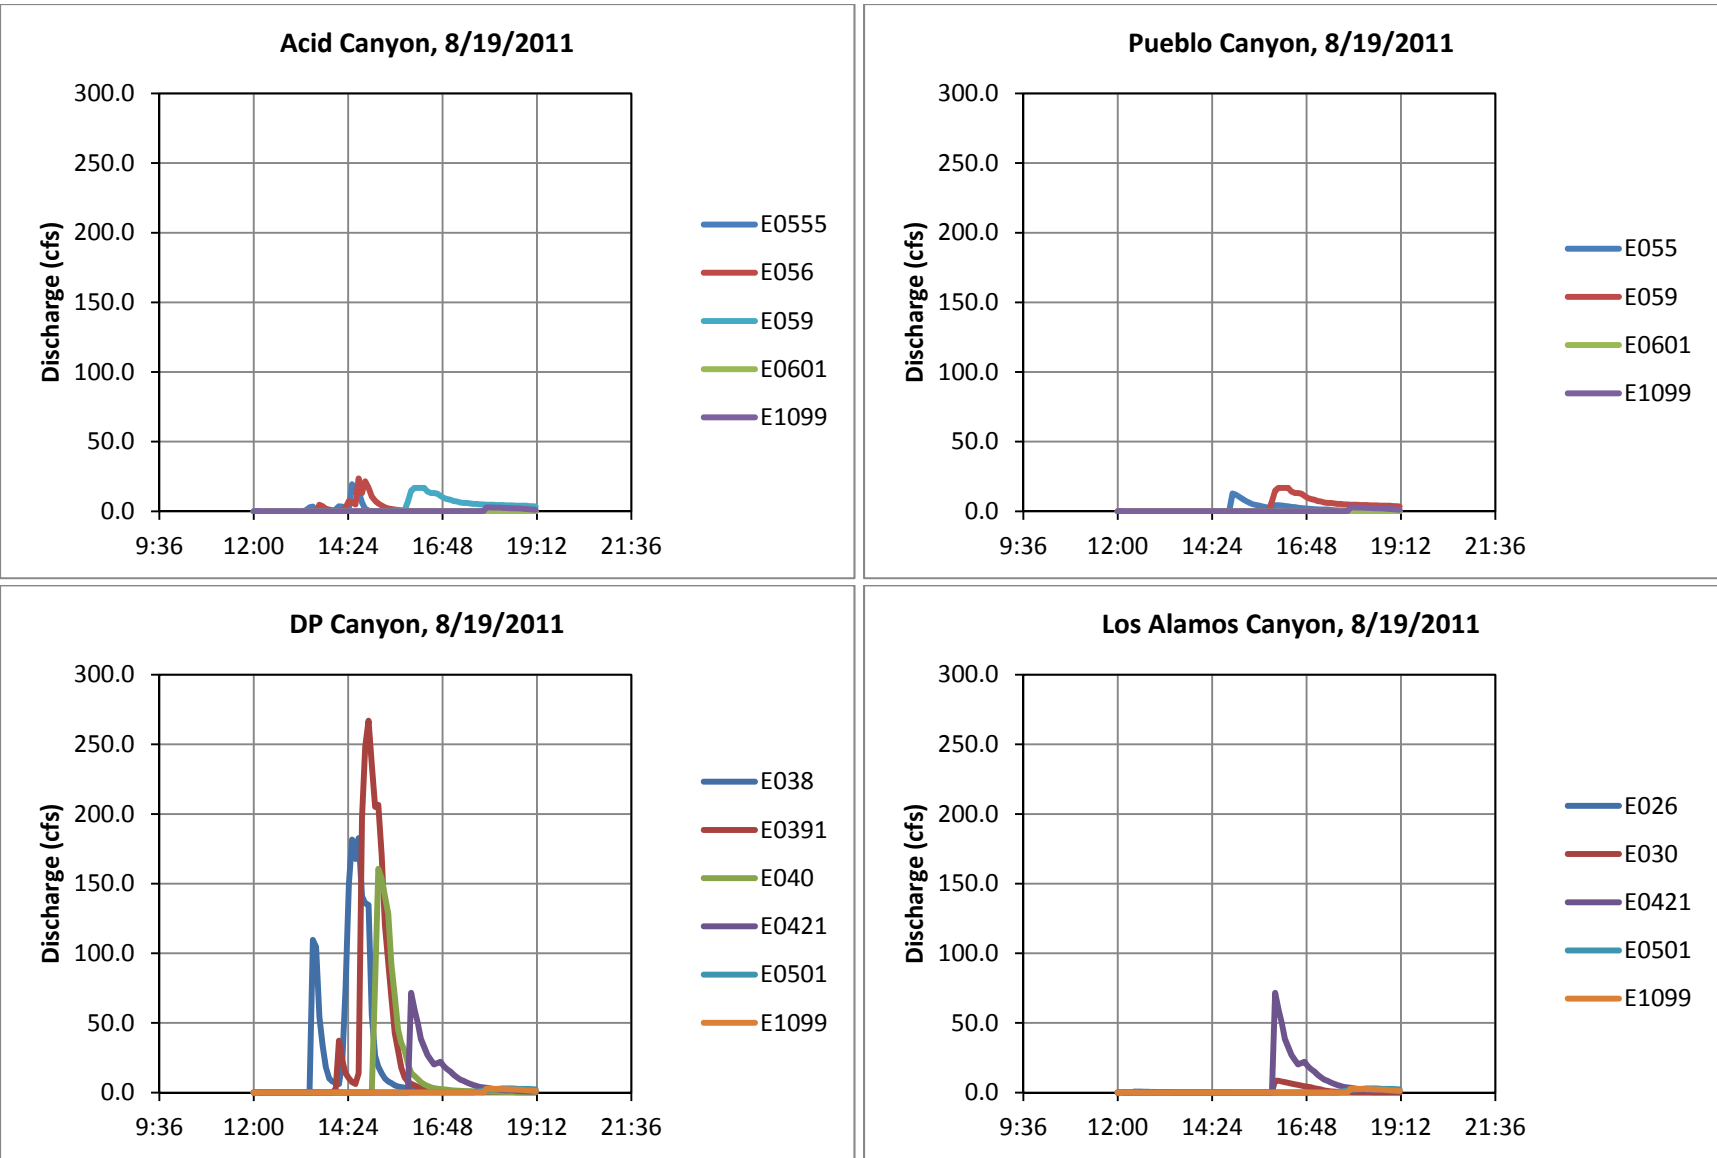 Acid Canyon, 8/19/2011
300.0
250.0
200.0
150.0
100.0
50.0
0.0
Discharge (cfs)
9:36 12:00 14:24 16:48 19:12 21:36
E0555
E056
E059
E0601
E1099
Pueblo Canyon, 8/19/2011
300.0
250.0
200.0
150.0
100.0
50.0
0.0
Discharge (cfs)
9:36 12:00 14:24 16:48 19:12 21:36
E055
E059
E0601
E1099
DP Canyon, 8/19/2011
300.0
250.0
200.0
150.0
100.0
50.0
0.0
Discharge (cfs)
9:36 12:00 14:24 16:48 19:12 21:36
E038
E0391
E040
E0421
E0501
E1099
Los Alamos Canyon, 8/19/2011
300.0
250.0
200.0
150.0
100.0
50.0
0.0
Discharge (cfs)
9:36 12:00 14:24 16:48 19:12 21:36
E026
E030
E0421
E0501
E1099